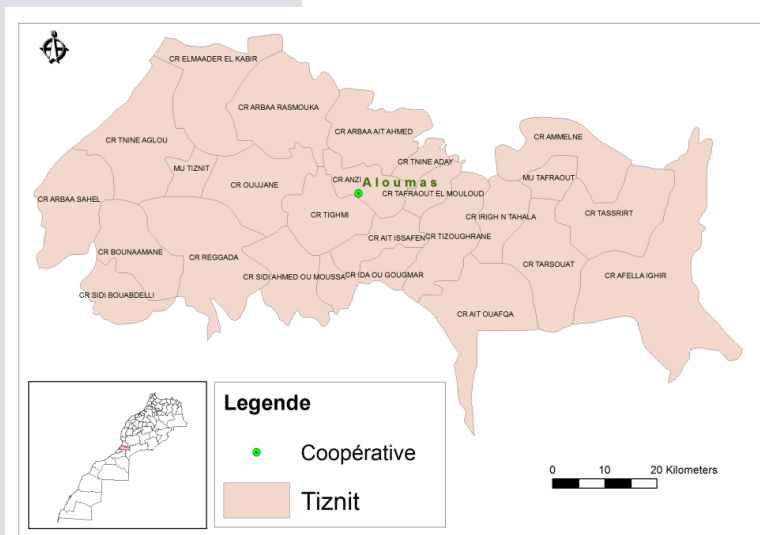 CR ELMAADER EL KABIR
CR ARBAA RASMOUKA
CR ARBAA AIT AHMED
CR AMMELNE
CR TNINE AGLOU
CR TNINE ADAY
MU TIZNIT
CR OUIJJANE
CR ANZI
Aloumas
MU TAFRAOUT
CR TAFRAOUT EL MOULOUD
CR ARBAA SAHEL
CR TIGHMI
CR IRIGH N TAHALA
CR TASSRIRT
CR AIT ISSAFEN
CR TIZOUGHRANE
CR BOUNAAMANE
CR REGGADA
CR TARSOUAT
CR SIDI AHMED OU MOUSSA
CR IDA OU GOUGMAR
CR AFELLA IGHIR
CR SIDI BOUABDELLI
CR AIT OUAFQA
Legende
Coopérative
Tiznit
0 10 20 Kilometers